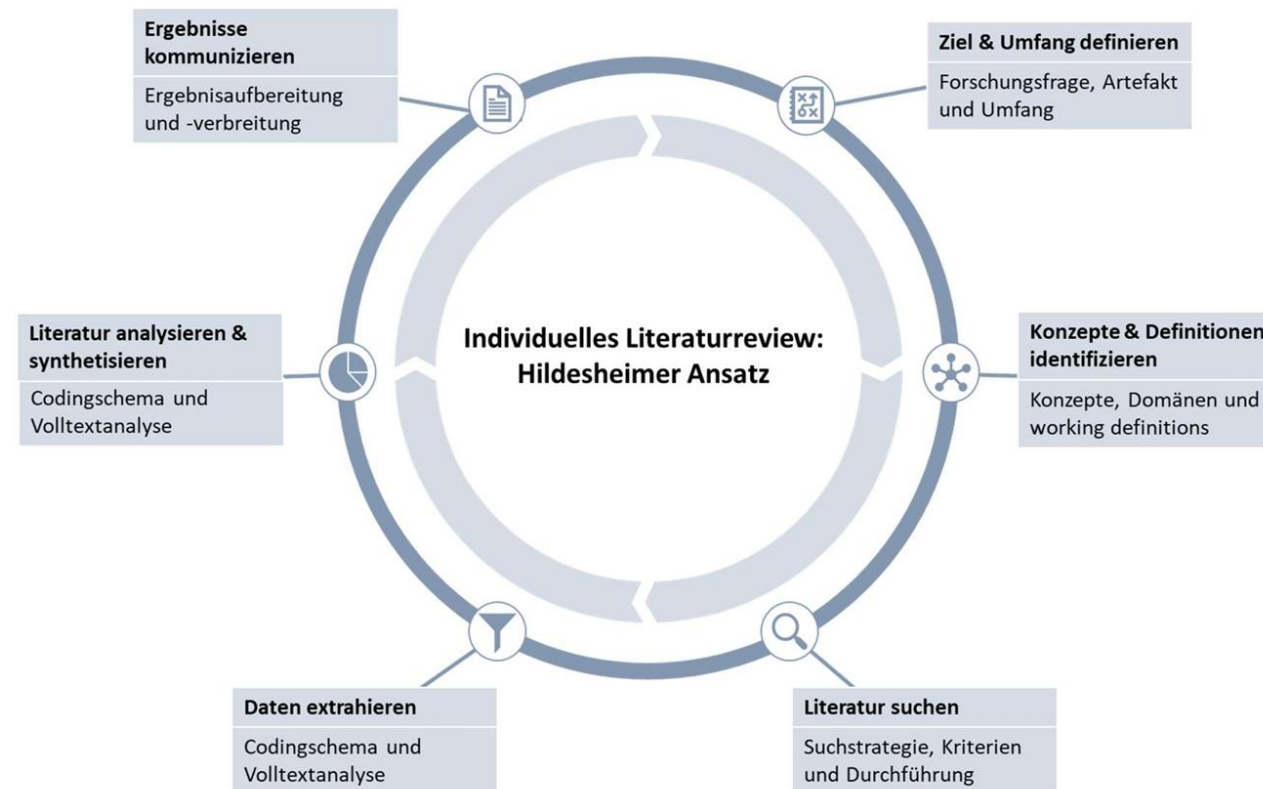 Ergebnisse
kommunizieren
Ergebnisaufbereitung
und -verbreitung
Ziel & Umfang definieren
Forschungsfrage, Artefakt
und Umfang
Individuelles Literaturreview:
Hildesheimer Ansatz
Literatur analysieren &
synthetisieren
Codingschema und
Volltextanalyse
Konzepte & Definitionen
identifizieren
Konzepte, Domänen und
working definitions
Daten extrahieren
Codingschema und
Volltextanalyse
Literatur suchen
Suchstrategie, Kriterien
und Durchführung